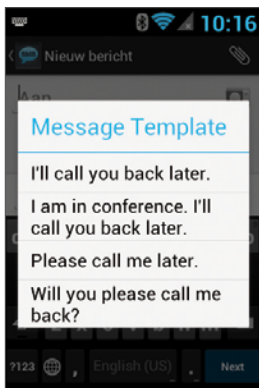 10:16
Nieuw bericht
Aan
Message Template
I'll call you back later.
I am in conference. I'll
call you back later.
Please call me later.
Will you please call me
back?
?123 , English (US) . Next